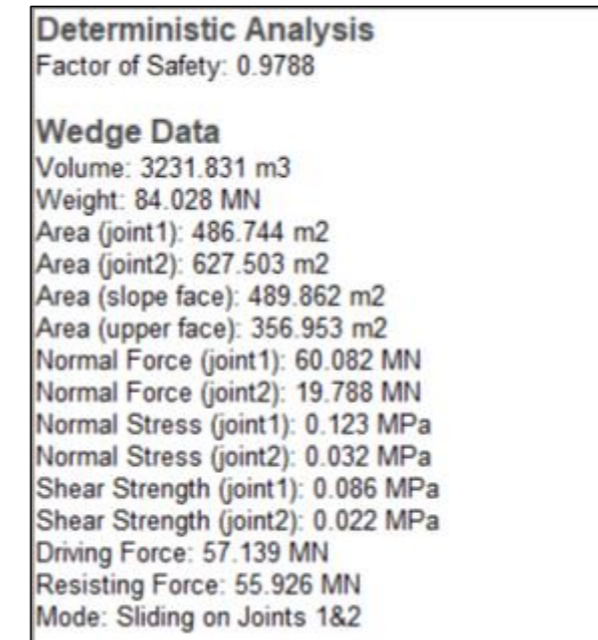 Deterministic Analysis
Factor of Safety: 0.9788
Wedge Data
Volume: 3231.831 m3
Weight: 84.028 MN
Area (joint1): 486.744 m2
Area (joint2): 627.503 m2
Area (slope face): 489.862 m2
Area (upper face): 356.953 m2
Normal Force (joint1): 60.082 MN
Normal Force (joint2): 19.788 MN
Normal Stress (joint1): 0.123 MPa
Normal Stress (joint2): 0.032 MPa
Shear Strength (joint1): 0.086 MPa
Shear Strength (joint2): 0.022 MPa
Driving Force: 57.139 MN
Resisting Force: 55.926 MN
Mode: Sliding on Joints 1&2